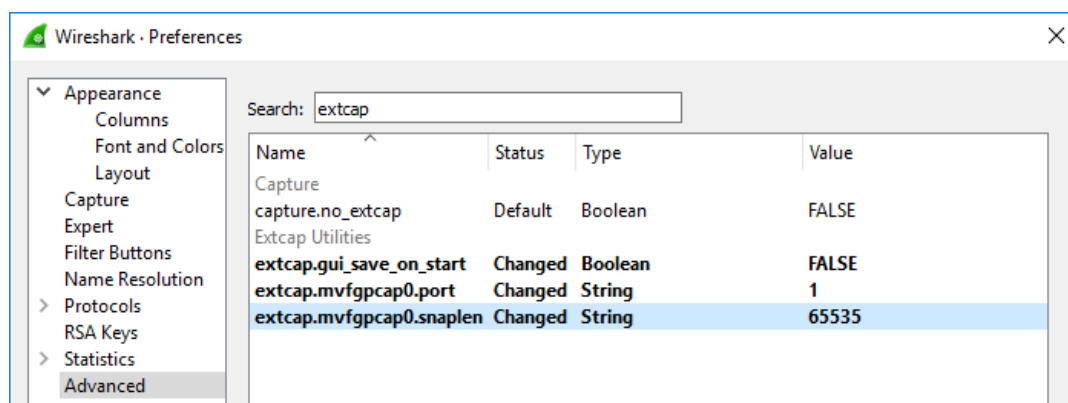 Wireshark · Preferences
Appearance
Columns
Font and Colors
Layout
Capture
Expert
Filter Buttons
Name Resolution
Protocols
RSA Keys
Statistics
Advanced
Search: extcap
Name Status Type Value
Capture
capture.no_extcap Default Boolean FALSE
Extcap Utilities
extcap.gui_save_on_start Changed Boolean FALSE
extcap.mvfgpcap0.port Changed String 1
extcap.mvfgpcap0.snaplen Changed String 65535